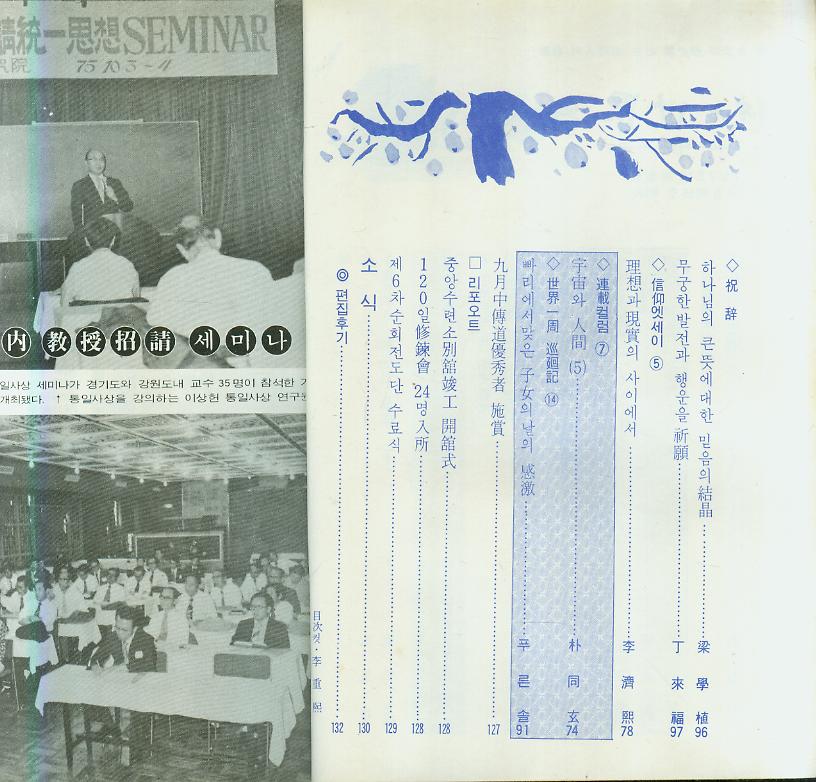 請統一思想 SEMINAR
究院 75 10 3~4
內 教授招請 세미나
일사상 세미나가 경기도와 강원도내 교수 35명이 참석한 가
개최됐다. ↑ 통일사상을 강의하는 이상헌 통일사상 연구원
◇ 祝辞
하나님의 큰 뜻에 대한 믿음의 結晶 梁學植 96
무궁한 발전과 행운을 祈願 丁來福 97
◇ 信仰엣세이 ⑤
理想과 現實의 사이에서 李濟熙 78
◇ 連載컬럼 ⑦
宇宙와 人間 (5) 朴同玄 74
◇ 世界一周 巡廻記 ⑭
빠리에서 맞은 子女의 날의 感激 푸른솔 91
九月中傳道優秀者 施賞 127
□ 리포오트
중앙수련소別舘竣工 開舘式 128
120일修鍊會 24명入所 128
제6차순회전도단 수료식 129
소식 130
◎ 편집후기 132
目次컷·李重熙